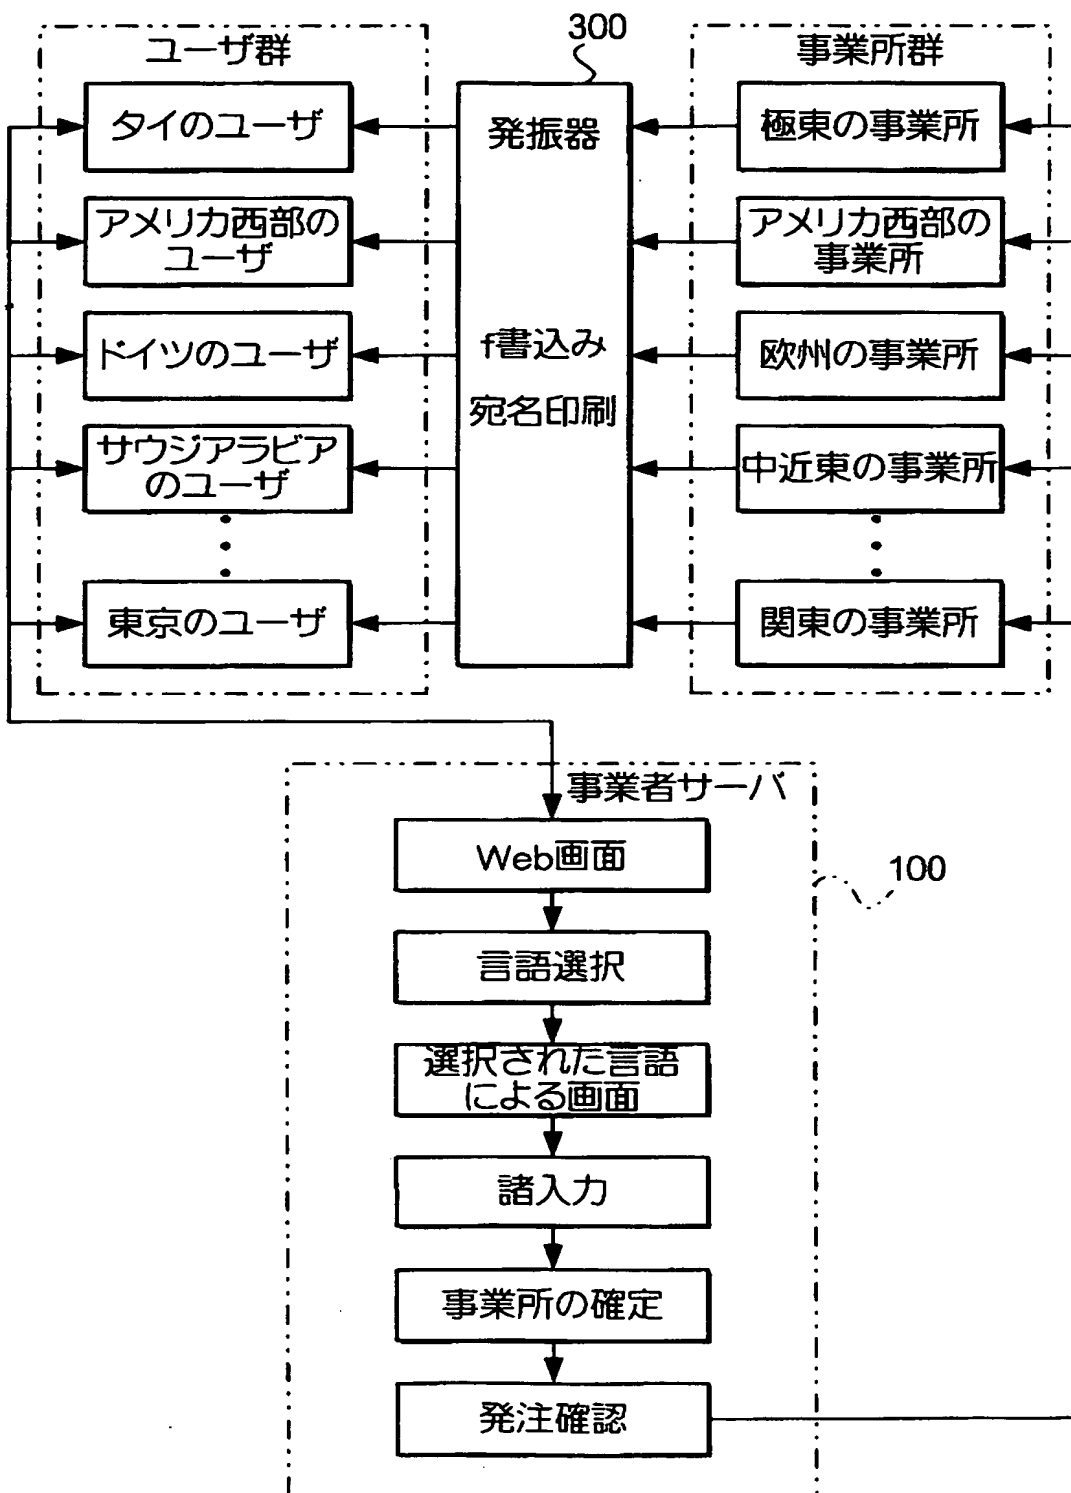 300
ユーザ群
事業所群
タイのユーザ
アメリカ西部の
ユーザ
ドイツのユーザ
サウジアラビア
のユーザ
東京のユーザ
発振器
f書込み
宛名印刷
極東の事業所
アメリカ西部の
事業所
欧州の事業所
中近東の事業所
関東の事業所
事業者サーバ
100
Web画面
言語選択
選択された言語
による画面
諸入力
事業所の確定
発注確認